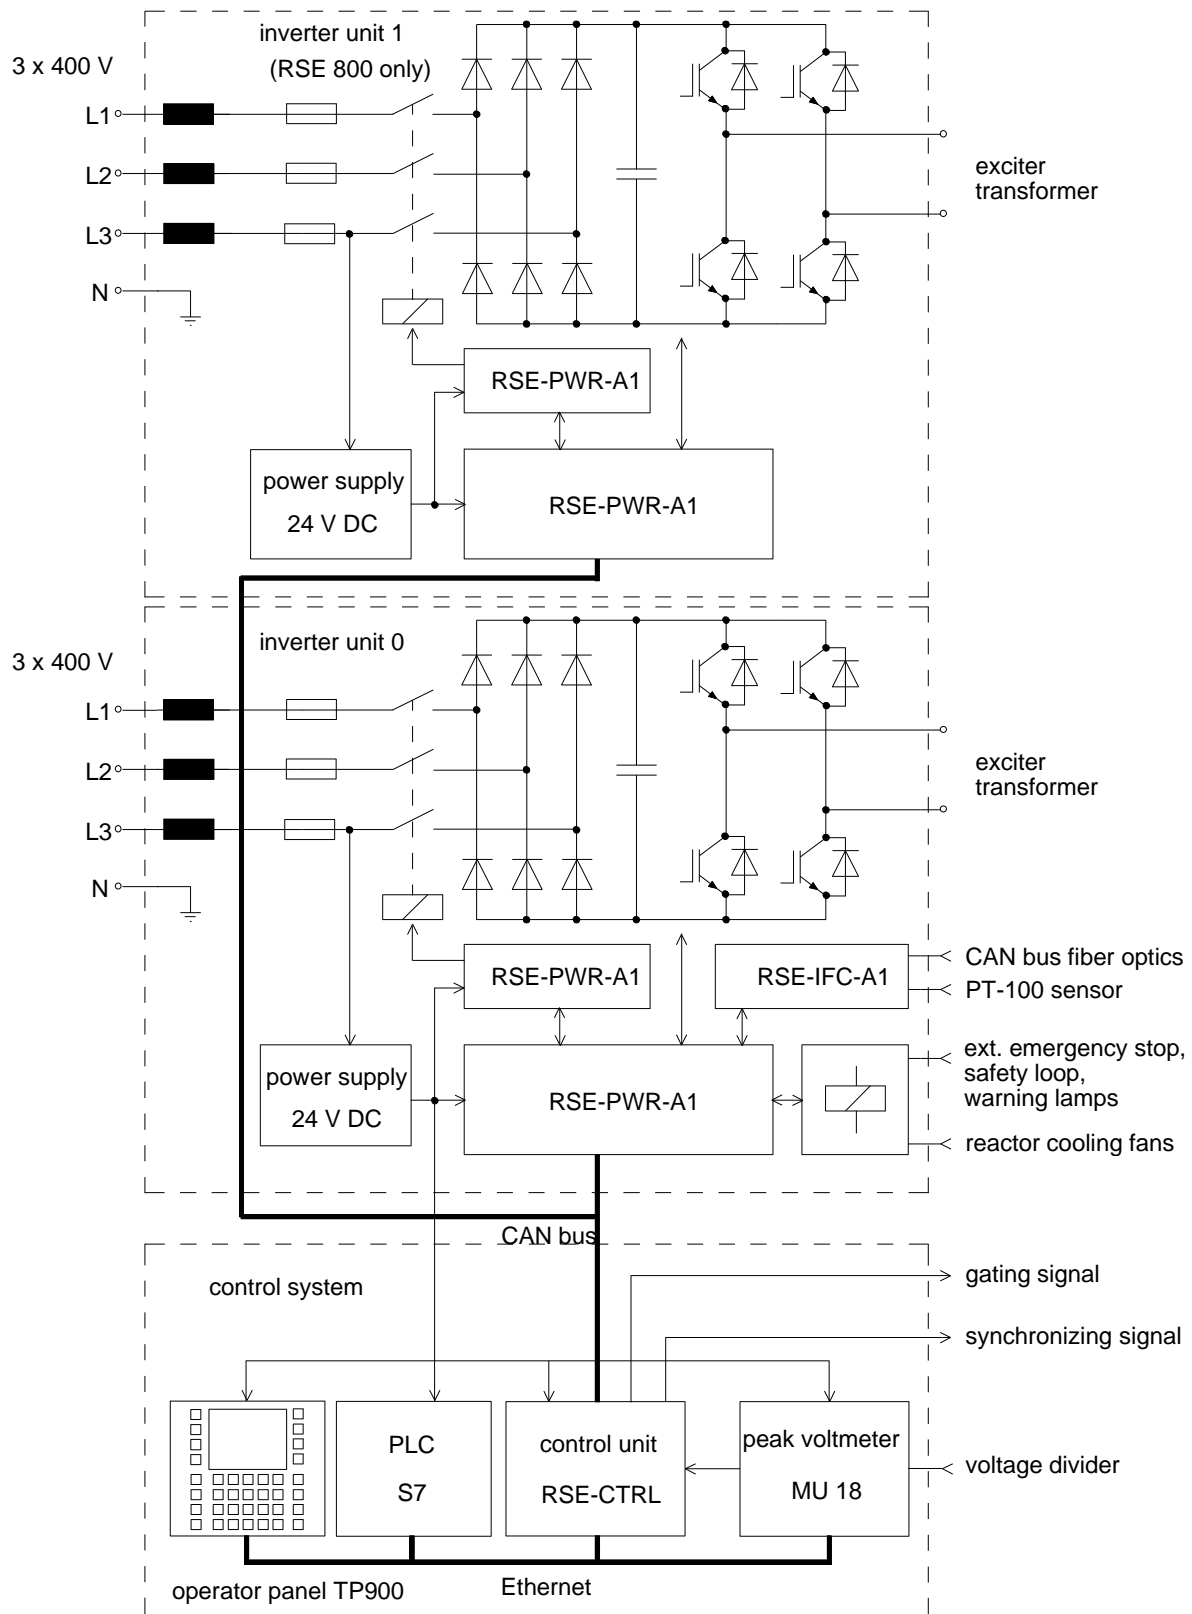 inverter unit 1
(RSE 800 only)
3 x 400 V
L1
L2
L3
N
exciter
transformer
RSE-PWR-A1
power supply
24 V DC
RSE-PWR-A1
inverter unit 0
3 x 400 V
L1
L2
L3
N
exciter
transformer
RSE-PWR-A1
RSE-IFC-A1
CAN bus fiber optics
PT-100 sensor
power supply
24 V DC
RSE-PWR-A1
ext. emergency stop,
safety loop,
warning lamps
reactor cooling fans
CAN bus
control system
gating signal
synchronizing signal
PLC
S7
control unit
RSE-CTRL
peak voltmeter
MU 18
voltage divider
operator panel TP900
Ethernet